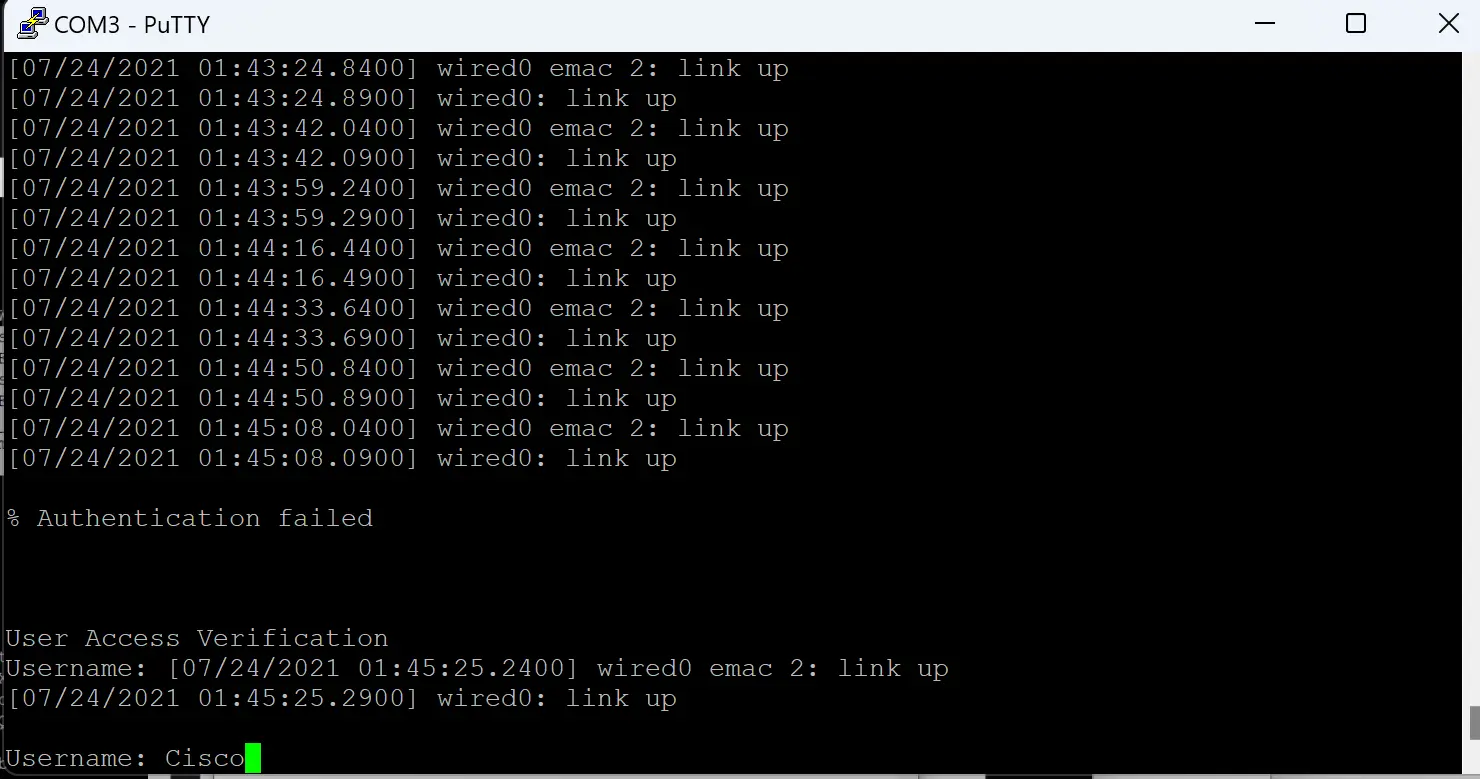 COM3 - PuTTY
[07/24/2021 01:43:24.8400] wired0 emac 2: link up
[07/24/2021 01:43:24.8900] wired0: link up
[07/24/2021 01:43:42.0400] wired0 emac 2: link up
[07/24/2021 01:43:42.0900] wired0: link up
[07/24/2021 01:43:59.2400] wired0 emac 2: link up
[07/24/2021 01:43:59.2900] wired0: link up
[07/24/2021 01:44:16.4400] wired0 emac 2: link up
[07/24/2021 01:44:16.4900] wired0: link up
[07/24/2021 01:44:33.6400] wired0 emac 2: link up
[07/24/2021 01:44:33.6900] wired0: link up
[07/24/2021 01:44:50.8400] wired0 emac 2: link up
[07/24/2021 01:44:50.8900] wired0: link up
[07/24/2021 01:45:08.0400] wired0 emac 2: link up
[07/24/2021 01:45:08.0900] wired0: link up
% Authentication failed
User Access Verification
Username: [07/24/2021 01:45:25.2400] wired0 emac 2: link up
[07/24/2021 01:45:25.2900] wired0: link up
Username: Cisco